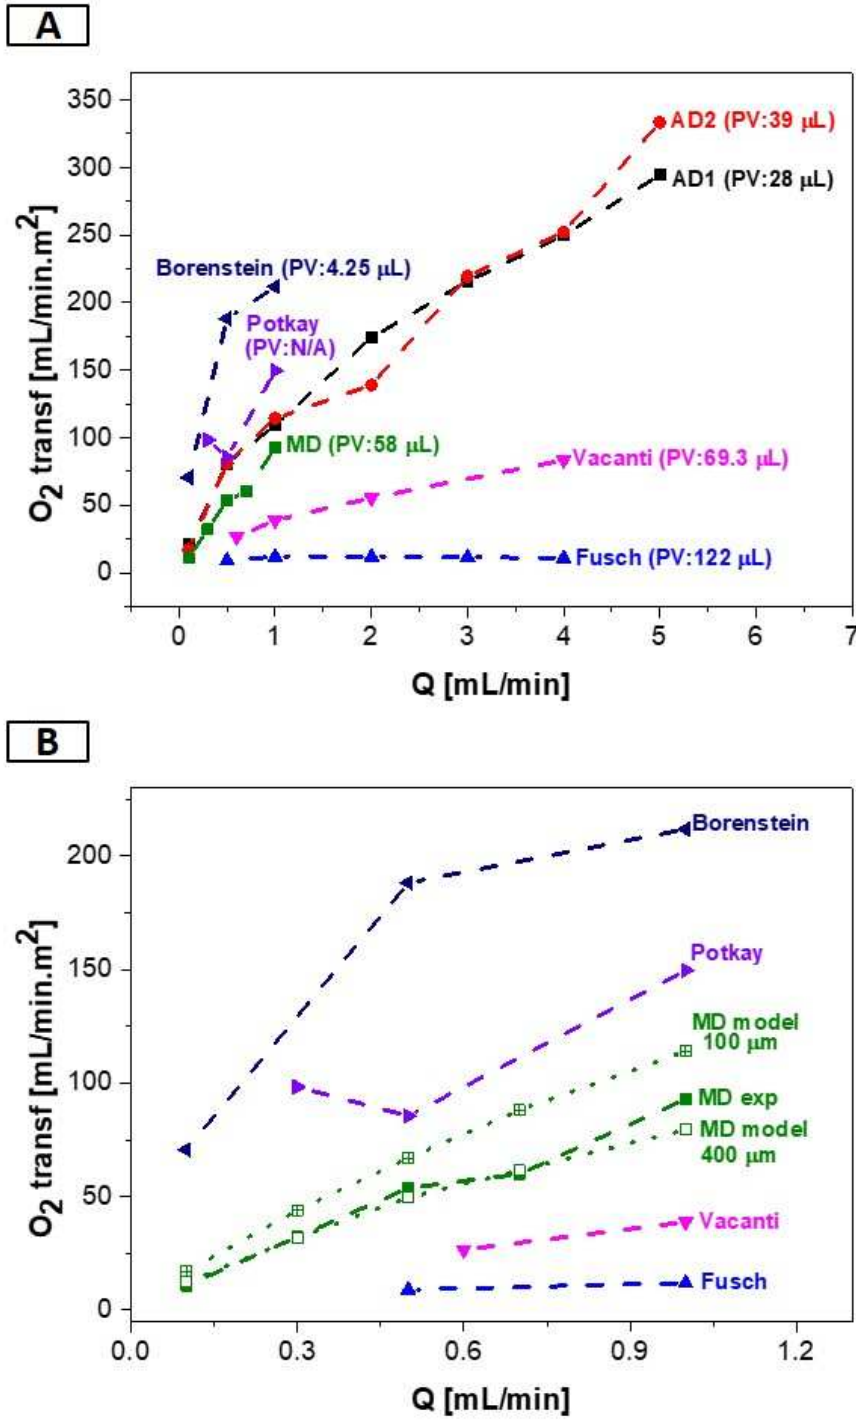 A
350
300
250
200
150
100
50
0
O2 transf [mL/min.m2]
AD2 (PV:39 µL)
AD1 (PV:28 µL)
Borenstein (PV:4.25 µL)
Potkay
(PV:N/A)
MD (PV:58 µL)
Vacanti (PV:69.3 µL)
Fusch (PV:122 µL)
0 1 2 3 4 5 6 7
Q [mL/min]
B
200
150
100
50
0
O2 transf [mL/min.m2]
Borenstein
Potkay
MD model
100 µm
MD exp
MD model
400 µm
Vacanti
Fusch
0.0 0.3 0.6 0.9 1.2
Q [mL/min]